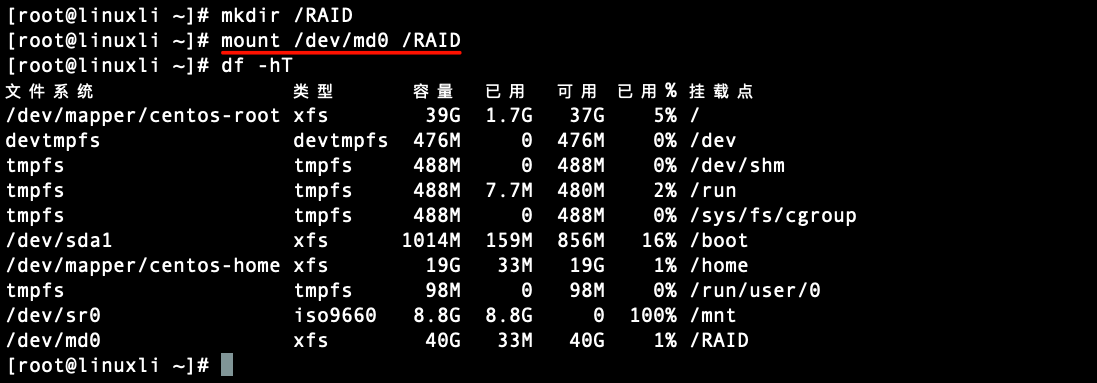 [root@linuxli ~]# mkdir /RAID
[root@linuxli ~]# mount /dev/md0 /RAID
[root@linuxli ~]# df -hT
文件系统                类型      容量  已用  可用 已用% 挂载点
/dev/mapper/centos-root xfs        39G  1.7G   37G    5% /
devtmpfs                devtmpfs  476M     0  476M    0% /dev
tmpfs                   tmpfs     488M     0  488M    0% /dev/shm
tmpfs                   tmpfs     488M  7.7M  480M    2% /run
tmpfs                   tmpfs     488M     0  488M    0% /sys/fs/cgroup
/dev/sda1               xfs      1014M  159M  856M   16% /boot
/dev/mapper/centos-home xfs        19G   33M   19G    1% /home
tmpfs                   tmpfs      98M     0   98M    0% /run/user/0
/dev/sr0                iso9660   8.8G  8.8G     0  100% /mnt
/dev/md0                xfs        40G   33M   40G    1% /RAID
[root@linuxli ~]#